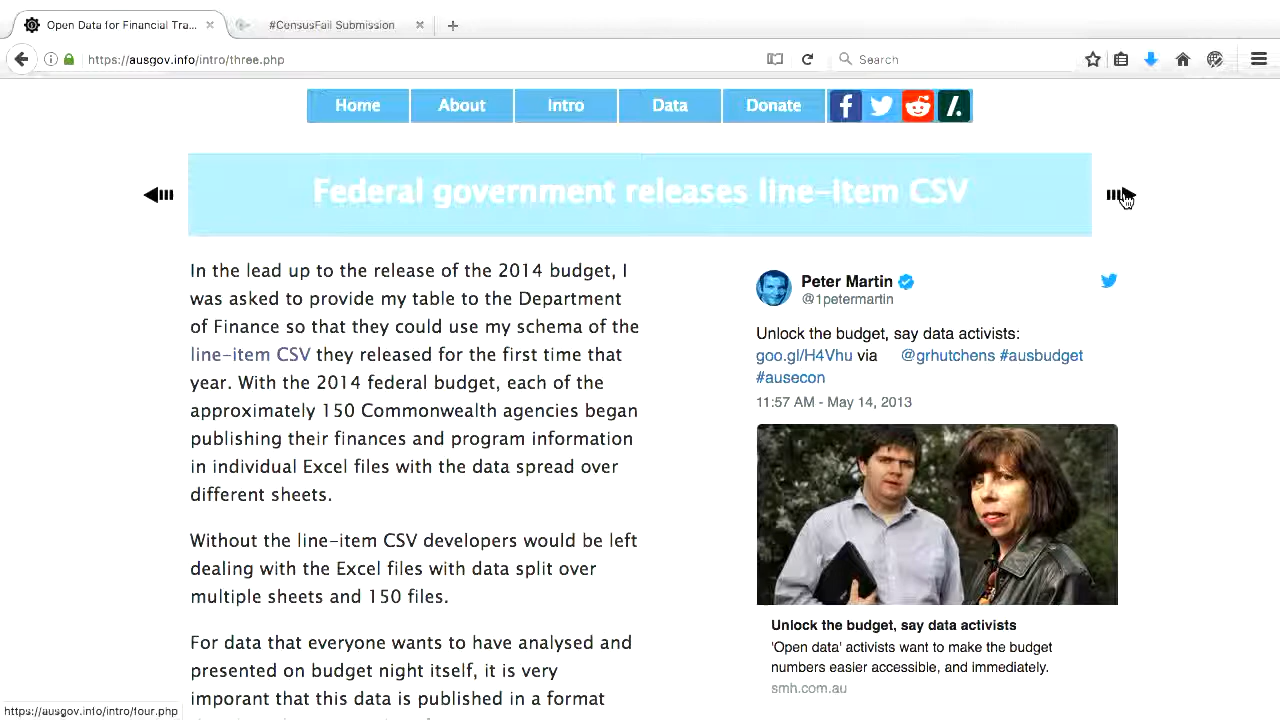 Open Data for Financial Tra...
#CensusFail Submission
https://ausgov.info/intro/three.php
Search
Home
About
Intro
Data
Donate
Federal government releases line-item CSV
In the lead up to the release of the 2014 budget, I
was asked to provide my table to the Department
of Finance so that they could use my schema of the
line-item CSV they released for the first time that
year. With the 2014 federal budget, each of the
approximately 150 Commonwealth agencies began
publishing their finances and program information
in individual Excel files with the data spread over
different sheets.
Without the line-item CSV developers would be left
dealing with the Excel files with data split over
multiple sheets and 150 files.
For data that everyone wants to have analysed and
presented on budget night itself, it is very
imporant that this data is published in a format
Peter Martin
@1petermartin
Unlock the budget, say data activists:
goo.gl/H4Vhu via @grhutchens #ausbudget
#ausecon
11:57 AM - May 14, 2013
Unlock the budget, say data activists
'Open data' activists want to make the budget
numbers easier accessible, and immediately.
smh.com.au
https://ausgov.info/intro/four.php